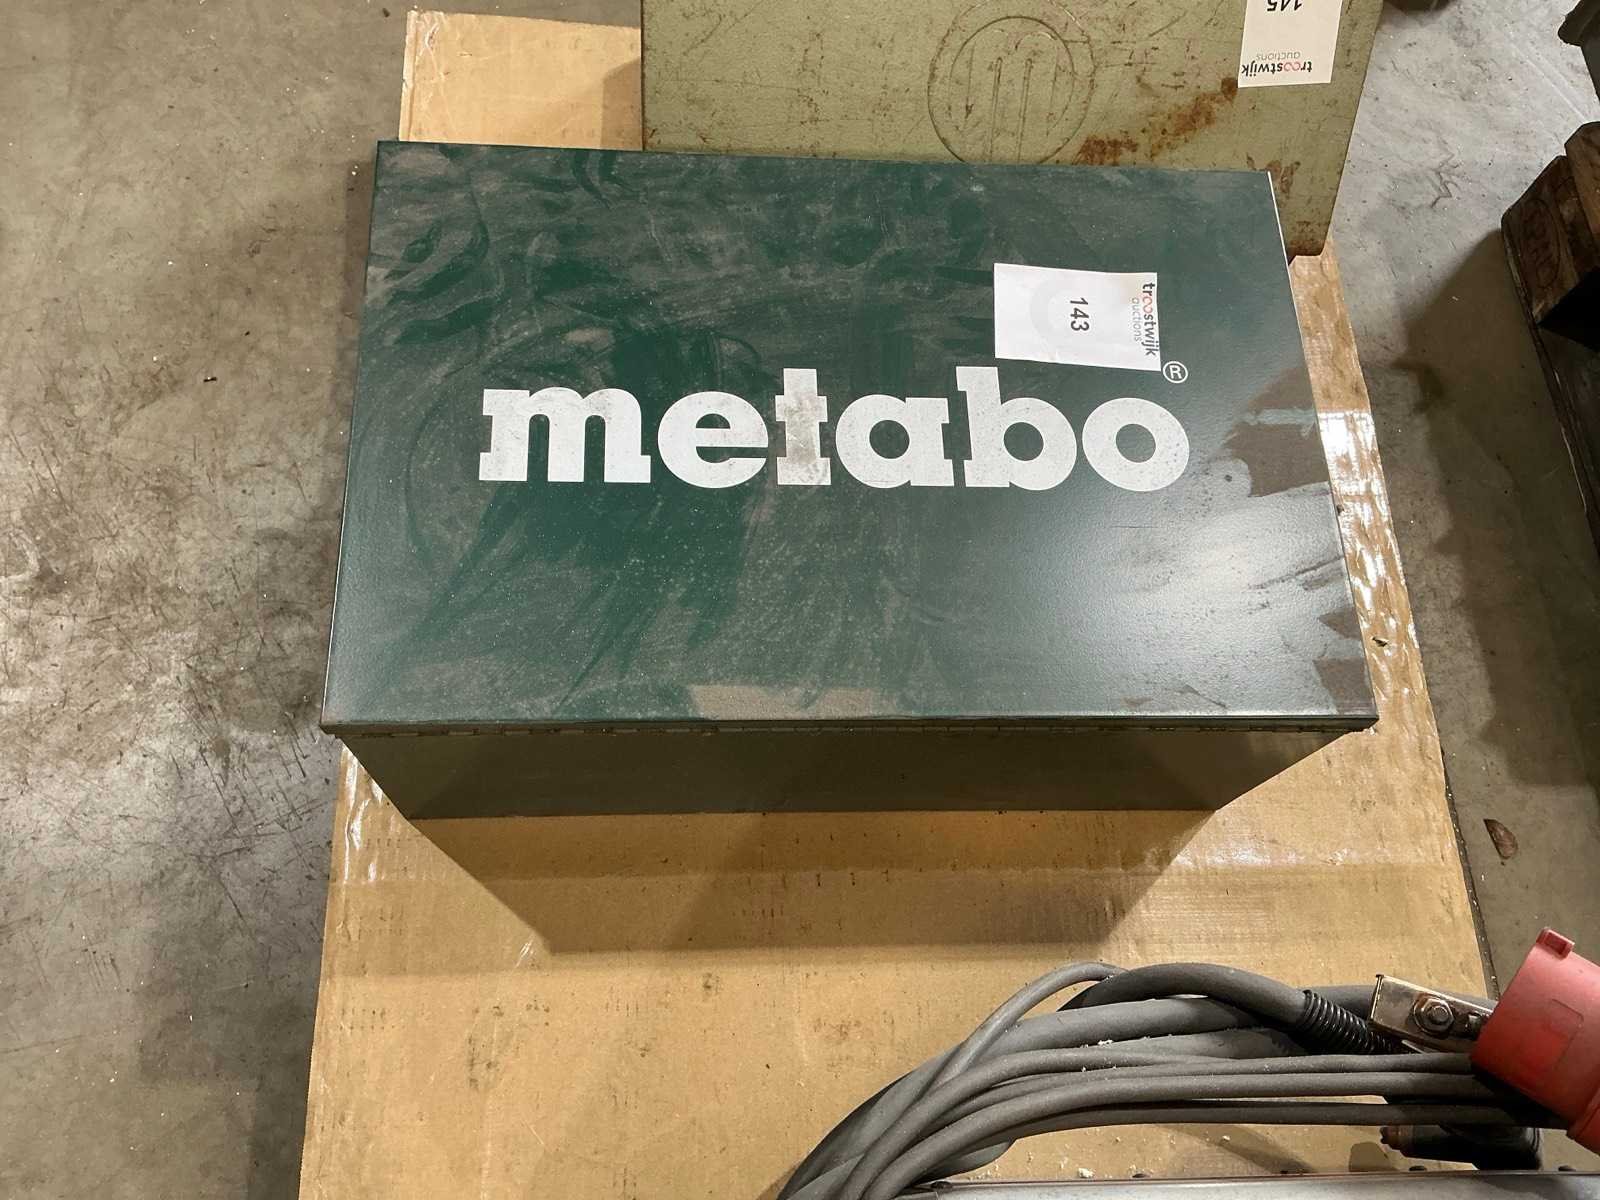 145
troostwijk
auctions
troostwijk
auctions
143
metabo®